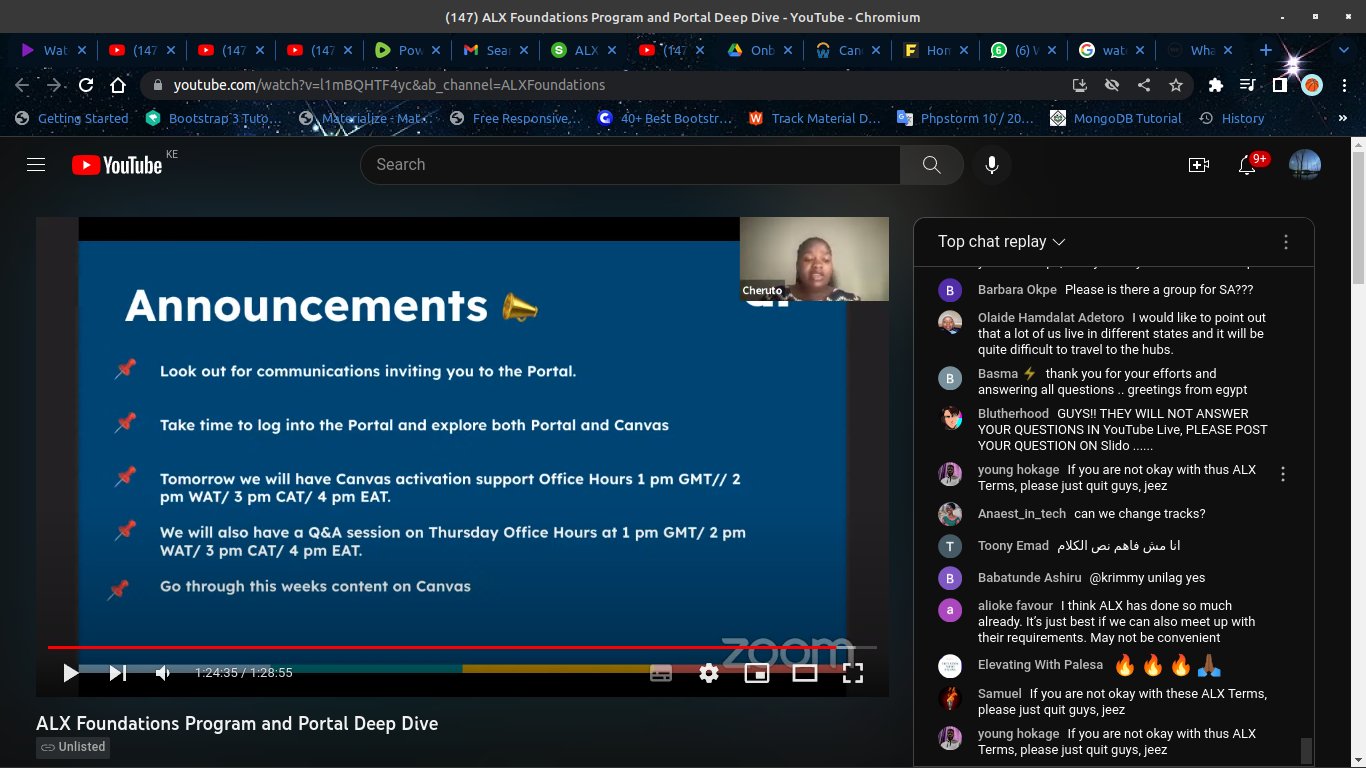 (147) ALX Foundations Program and Portal Deep Dive - YouTube - Chromium
Wat
(147
(147
(147
Pow
Sear
ALX
(147
Onb
Can
Hon
(6) W
wat
Wha
youtube.com/watch?v=l1mBQHTF4yc&ab_channel=ALXFoundations
Getting Started
Bootstrap 3 Tuto…
Materialize - Mat…
Free Responsive,…
40+ Best Bootstr…
Track Material D…
Phpstorm 10 / 20…
MongoDB Tutorial
History
»
YouTube KE
Search
9+
Announcements
Cheruto
Look out for communications inviting you to the Portal.
Take time to log into the Portal and explore both Portal and Canvas
Tomorrow we will have Canvas activation support Office Hours 1 pm GMT// 2
pm WAT/ 3 pm CAT/ 4 pm EAT.
We will also have a Q&A session on Thursday Office Hours at 1 pm GMT/ 2 pm
WAT/ 3 pm CAT/ 4 pm EAT.
Go through this weeks content on Canvas
zoom
1:24:35 / 1:28:55
ALX Foundations Program and Portal Deep Dive
Unlisted
Top chat replay
B Barbara Okpe Please is there a group for SA???
Olaide Hamdalat Adetoro I would like to point out
that a lot of us live in different states and it will be
quite difficult to travel to the hubs.
B Basma ⚡ thank you for your efforts and
answering all questions .. greetings from egypt
Blutherhood GUYS!! THEY WILL NOT ANSWER
YOUR QUESTIONS IN YouTube Live, PLEASE POST
YOUR QUESTION ON Slido ......
young hokage If you are not okay with thus ALX
Terms, please just quit guys, jeez
Anaest_in_tech can we change tracks?
T Toony Emad انا مش فاهم نص الكلام
B Babatunde Ashiru @krimmy unilag yes
a alioke favour I think ALX has done so much
already. It's just best if we can also meet up with
their requirements. May not be convenient
Elevating With Palesa 🔥🔥🔥🙏🏾
Samuel If you are not okay with these ALX Terms,
please just quit guys, jeez
young hokage If you are not okay with thus ALX
Terms, please just quit guys, jeez